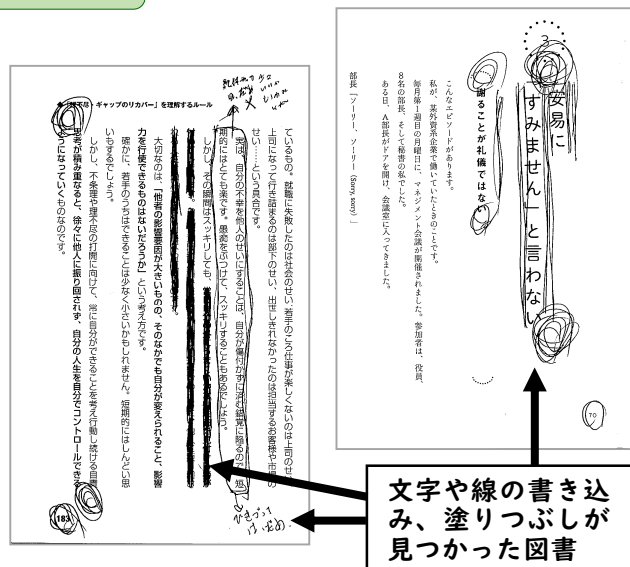 3
安易に
「すみません」と言わない
謝ることが礼儀ではない
こんなエピソードがあります。
私が、某外資系企業で働いていたときのことです。
毎月第1週目の月曜日に、マネジメント会議が開催されました。参加者は、役員、
8名の部長、そして秘書の私でした。
ある日、A部長がドアを開け、会議室に入ってきました。
部長「ソーリー、ソーリー(Sorry, sorry)」
70
ギャップのリカバー」を理解するルール
ているもの。就職に失敗したのは社会のせい、若手のころ仕事が楽しくないのは上司のせい、
上司になって行き詰まるのは部下のせい、出世しきれなかったのは担当するお客様や市場の
せい……という具合です。
実は、自分の不幸を他人のせいにすることは、自分が傷付かずに済む錯覚に陥るので、短
期的にはとても楽です。愚痴をぶつけて、スッキリすることもあるでしょう。
しかし、その瞬間はスッキリしても、
大切なのは、「他者の影響要因が大きいものの、そのなかでも自分が変えられること、影響
力を行使できるものはないだろうか」という考え方です。
確かに、若手のうちはできることは少なく小さいかもしれません。短期的にはしんどい思
いもするでしょう。
しかし、不条理や理不尽の打開に向けて、常に自分ができることを考え行動し続ける自責
思考が積み重なると、徐々に他人に振り回されず、自分の人生を自分でコントロールできる
うになっていくものなのです。
183
文字や線の書き込
み、塗りつぶしが
見つかった図書